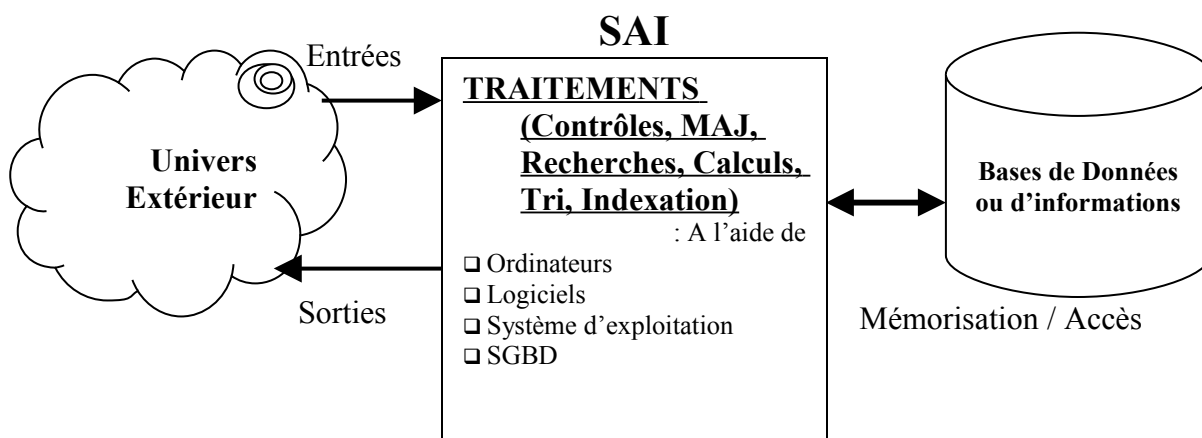 SAI
Entrées
Univers
Extérieur
Sorties
TRAITEMENTS
(Contrôles, MAJ,
Recherches, Calculs,
Tri, Indexation)
: A l’aide de
❑ Ordinateurs
❑ Logiciels
❑ Système d’exploitation
❑ SGBD
Bases de Données
ou d’informations
Mémorisation / Accès